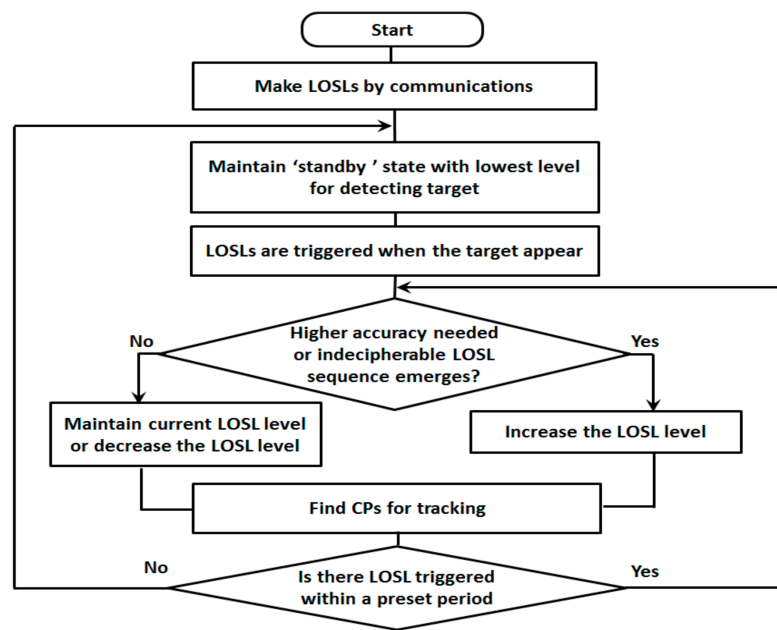 Start
Make LOSLs by communications
Maintain ‘standby ’ state with lowest level
for detecting target
LOSLs are triggered when the target appear
Higher accuracy needed
or indecipherable LOSL
sequence emerges?
No
Yes
Maintain current LOSL level
or decrease the LOSL level
Increase the LOSL level
Find CPs for tracking
Is there LOSL triggered
within a preset period
No
Yes